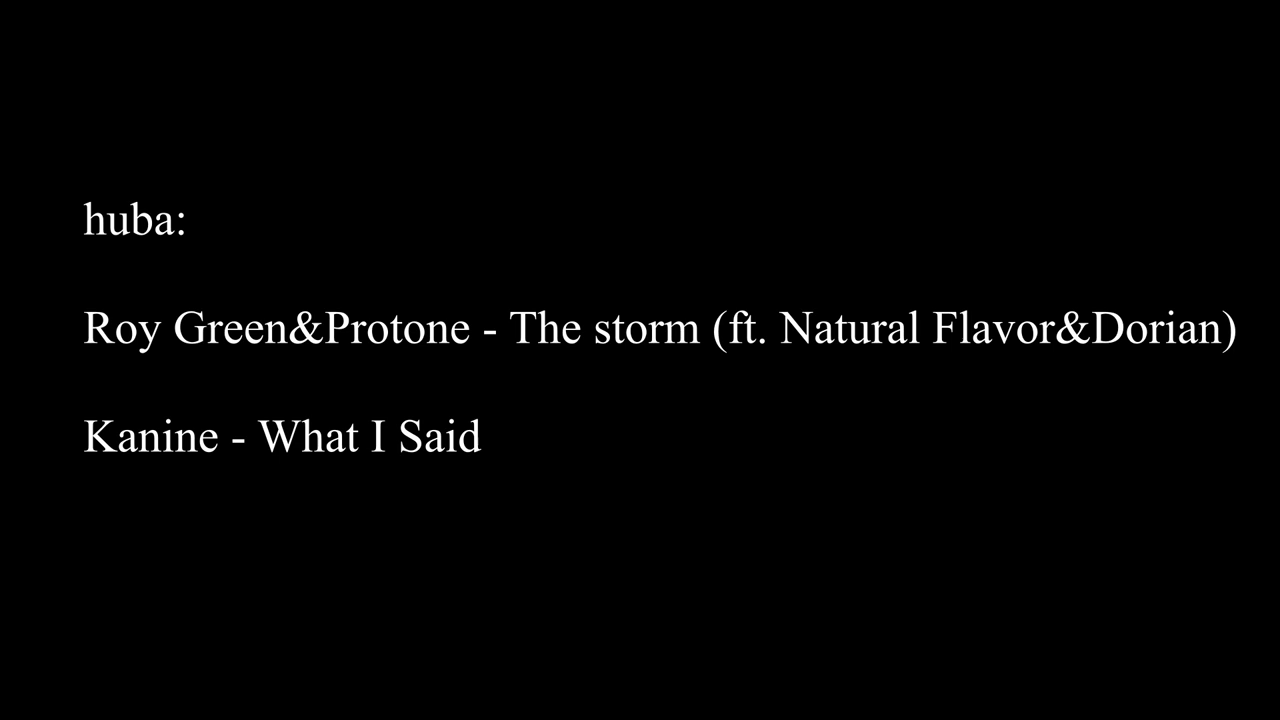 huba:
Roy Green&Protone - The storm (ft. Natural Flavor&Dorian)
Kanine - What I Said